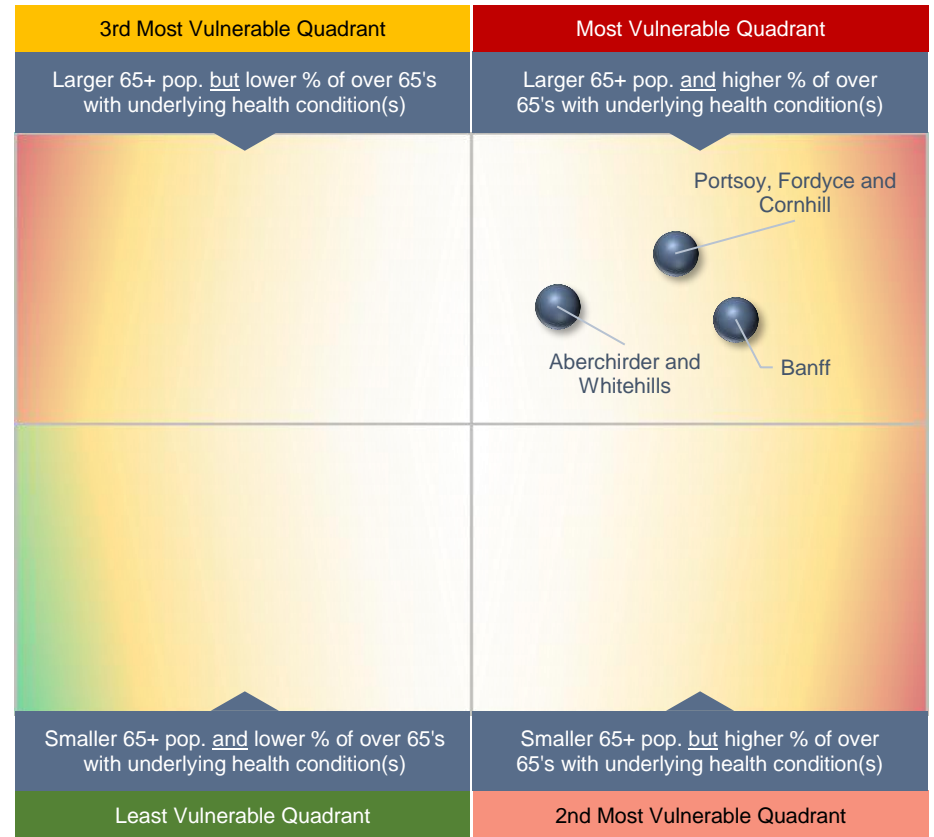 3rd Most Vulnerable Quadrant
Most Vulnerable Quadrant
Larger 65+ pop. but lower % of over 65's
with underlying health condition(s)
Larger 65+ pop. and higher % of over
65's with underlying health condition(s)
Portsoy, Fordyce and
Cornhill
Aberchirder and
Whitehills
Banff
Smaller 65+ pop. and lower % of over 65's
with underlying health condition(s)
Smaller 65+ pop. but higher % of over
65's with underlying health condition(s)
Least Vulnerable Quadrant
2nd Most Vulnerable Quadrant